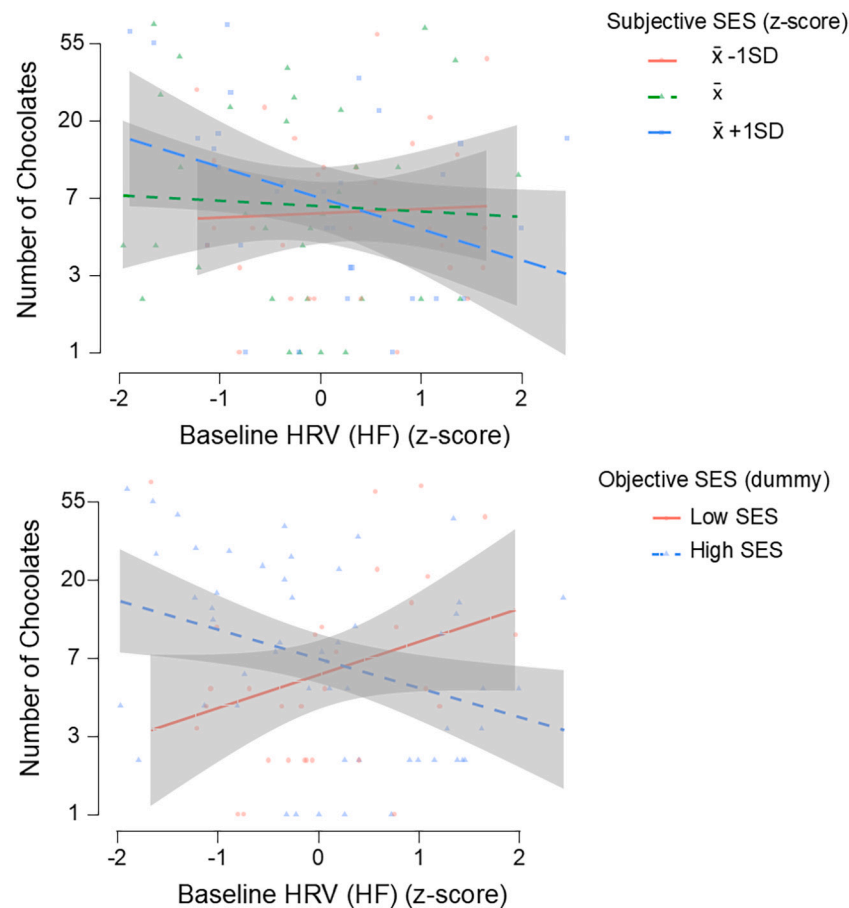 Subjective SES (z-score)
x̄ -1SD
x̄
x̄ +1SD
Number of Chocolates
55
20
7
3
1
-2 -1 0 1 2
Baseline HRV (HF) (z-score)
Objective SES (dummy)
Low SES
High SES
Number of Chocolates
55
20
7
3
1
-2 -1 0 1 2
Baseline HRV (HF) (z-score)